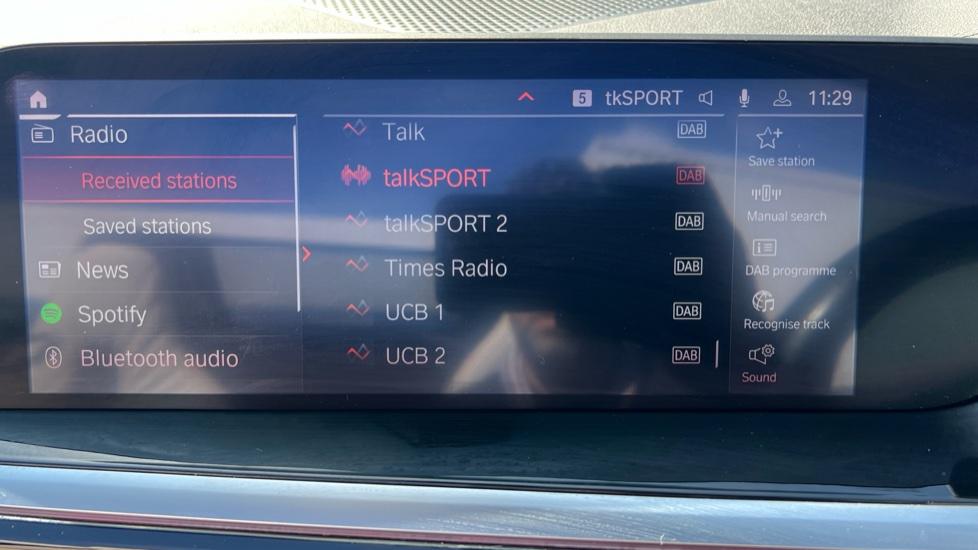 5 tkSPORT 11:29
Radio
Received stations
Saved stations
News
Spotify
Bluetooth audio
Talk DAB
talkSPORT DAB
talkSPORT 2 DAB
Times Radio DAB
UCB 1 DAB
UCB 2 DAB
Save station
Manual search
DAB programme
Recognise track
Sound